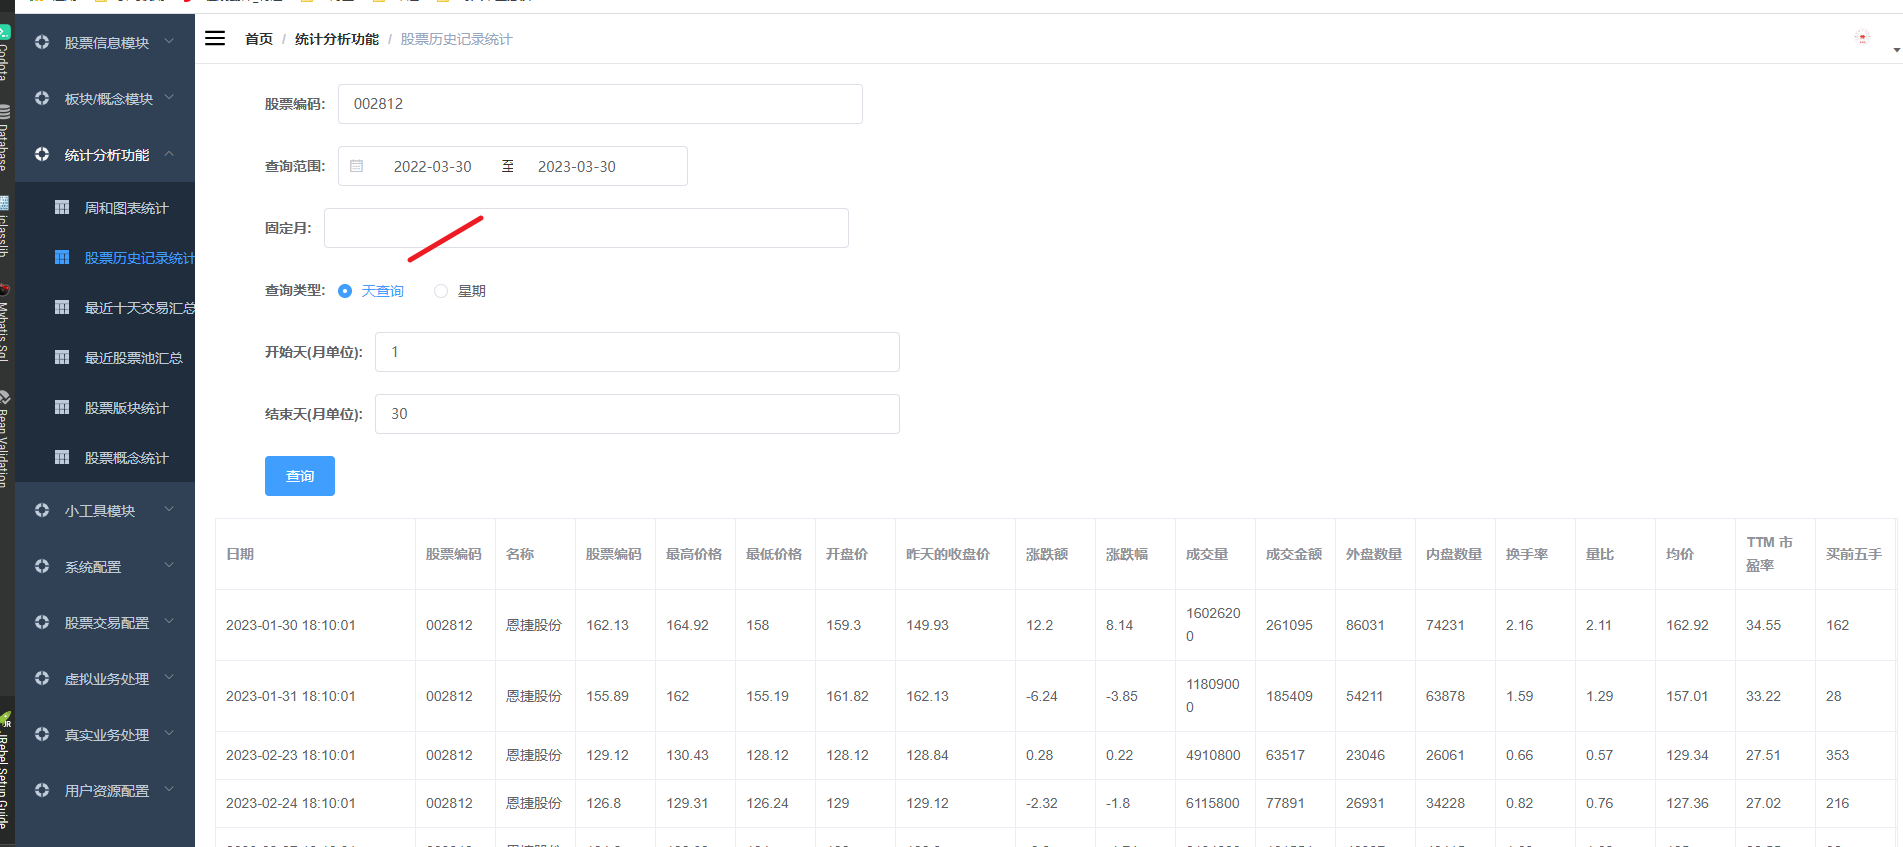 首页 / 统计分析功能 / 股票历史记录统计
Codota
Database
jclasslib
Mybatis Sql
Bean Validation
JRebel Setup Guide
股票信息模块
板块/概念模块
统计分析功能
周和图表统计
股票历史记录统计
最近十天交易汇总
最近股票池汇总
股票版块统计
股票概念统计
小工具模块
系统配置
股票交易配置
虚拟业务处理
真实业务处理
用户资源配置
股票编码: 002812
查询范围: 2022-03-30 至 2023-03-30
固定月:
查询类型: 天查询 星期
开始天(月单位): 1
结束天(月单位): 30
查询
日期 股票编码 名称 股票编码 最高价格 最低价格 开盘价 昨天的收盘价 涨跌额 涨跌幅 成交量 成交金额 外盘数量 内盘数量 换手率 量比 均价 TTM 市盈率 买前五手
2023-01-30 18:10:01 002812 恩捷股份 162.13 164.92 158 159.3 149.93 12.2 8.14 16026200 261095 86031 74231 2.16 2.11 162.92 34.55 162
2023-01-31 18:10:01 002812 恩捷股份 155.89 162 155.19 161.82 162.13 -6.24 -3.85 11809000 185409 54211 63878 1.59 1.29 157.01 33.22 28
2023-02-23 18:10:01 002812 恩捷股份 129.12 130.43 128.12 128.12 128.84 0.28 0.22 4910800 63517 23046 26061 0.66 0.57 129.34 27.51 353
2023-02-24 18:10:01 002812 恩捷股份 126.8 129.31 126.24 129 129.12 -2.32 -1.8 6115800 77891 26931 34228 0.82 0.76 127.36 27.02 216